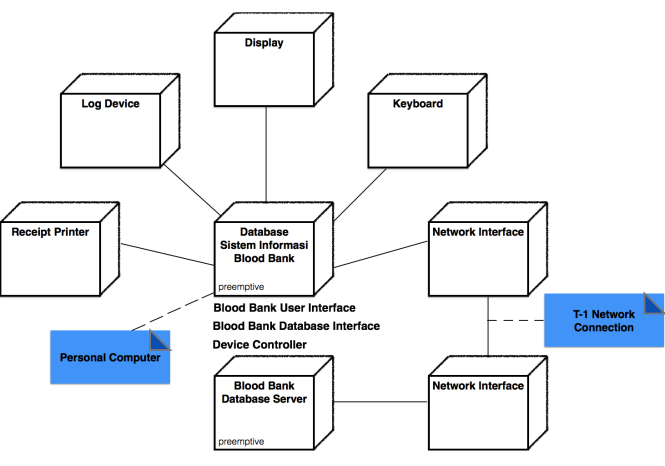 Display
Log Device
Keyboard
Receipt Printer
Database
Sistem Informasi
Blood Bank
preemptive
Network Interface
Blood Bank User Interface
Blood Bank Database Interface
Device Controller
T-1 Network
Connection
Personal Computer
Blood Bank
Database Server
preemptive
Network Interface